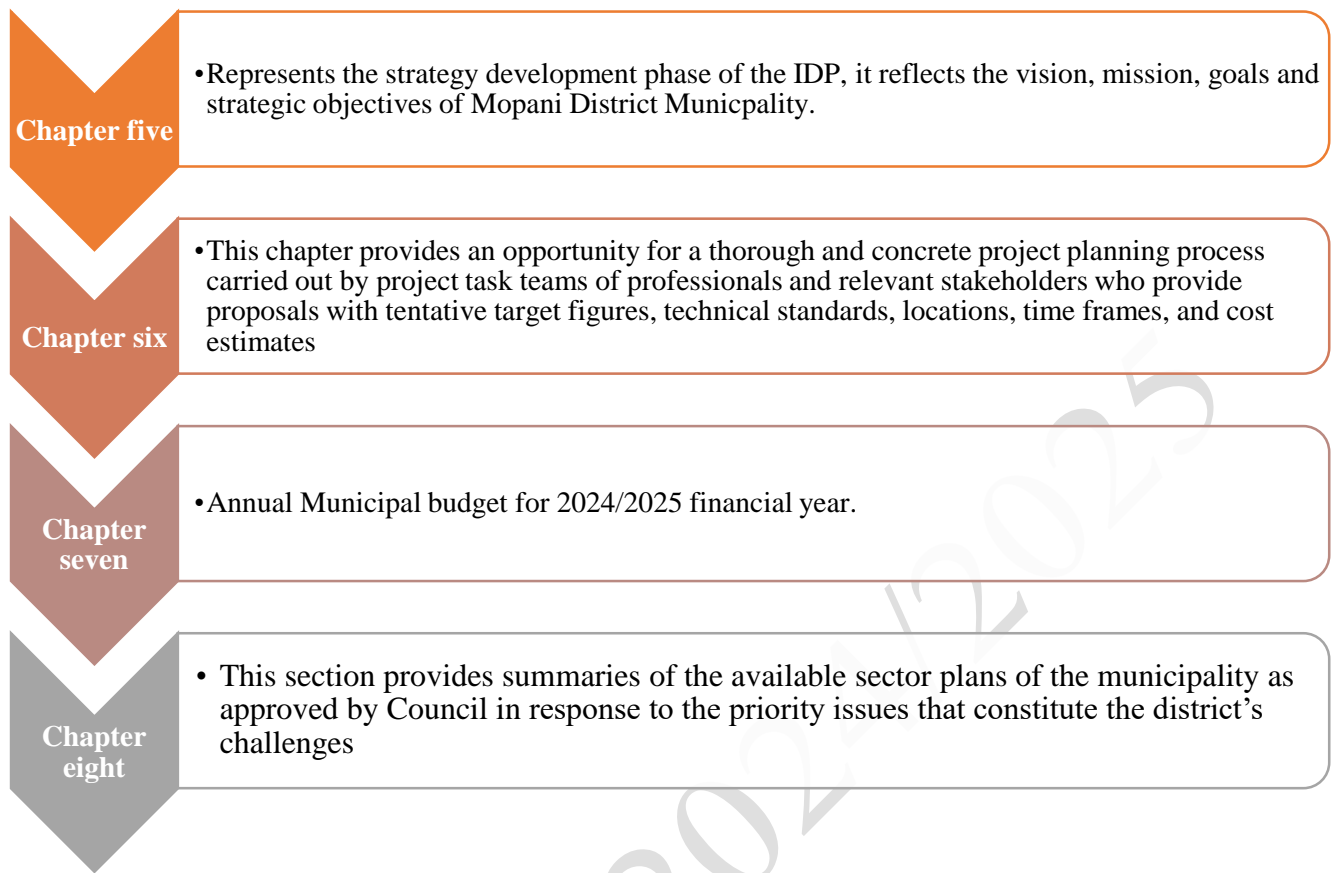 •Represents the strategy development phase of the IDP, it reflects the vision, mission, goals and
strategic objectives of Mopani District Municpality.
Chapter five
•This chapter provides an opportunity for a thorough and concrete project planning process
carried out by project task teams of professionals and relevant stakeholders who provide
proposals with tentative target figures, technical standards, locations, time frames, and cost
estimates
Chapter six
•Annual Municipal budget for 2024/2025 financial year.
Chapter
seven
• This section provides summaries of the available sector plans of the municipality as
approved by Council in response to the priority issues that constitute the district’s
challenges
Chapter
eight
2024/2025